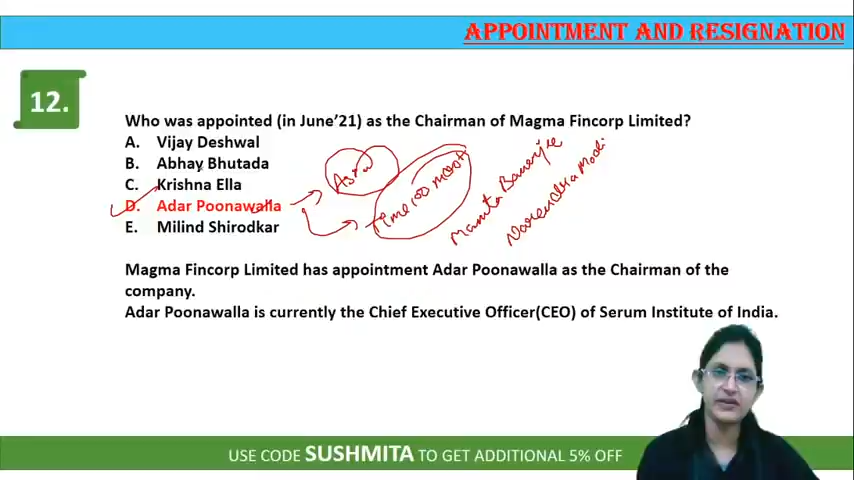 APPOINTMENT AND RESIGNATION
12.
Who was appointed (in June'21) as the Chairman of Magma Fincorp Limited?
A. Vijay Deshwal
B. Abhay Bhutada
C. Krishna Ella
D. Adar Poonawalla
E. Milind Shirodkar
Time 100 most
Mamta Banerjee
Narendra Modi
Magma Fincorp Limited has appointment Adar Poonawalla as the Chairman of the
company.
Adar Poonawalla is currently the Chief Executive Officer(CEO) of Serum Institute of India.
USE CODE SUSHMITA TO GET ADDITIONAL 5% OFF